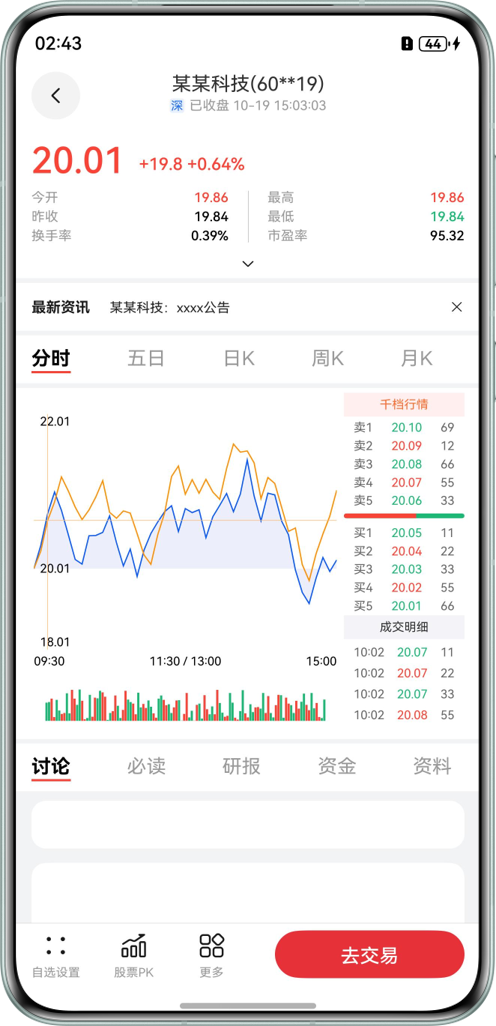 02:43
44
某某科技(60**19)
深 已收盘 10-19 15:03:03
20.01 +19.8 +0.64%
今开 19.86 最高 19.86
昨收 19.84 最低 19.84
换手率 0.39% 市盈率 95.32
最新资讯 某某科技：xxxx公告
分时 五日 日K 周K 月K
22.01
20.01
18.01
09:30 11:30 / 13:00 15:00
千档行情
卖1 20.10 69
卖2 20.09 12
卖3 20.08 66
卖4 20.07 55
卖5 20.06 33
买1 20.05 11
买2 20.04 22
买3 20.03 33
买4 20.02 55
买5 20.01 66
成交明细
10:02 20.07 11
10:02 20.07 22
10:02 20.07 33
10:02 20.08 55
讨论 必读 研报 资金 资料
自选设置 股票PK 更多 去交易